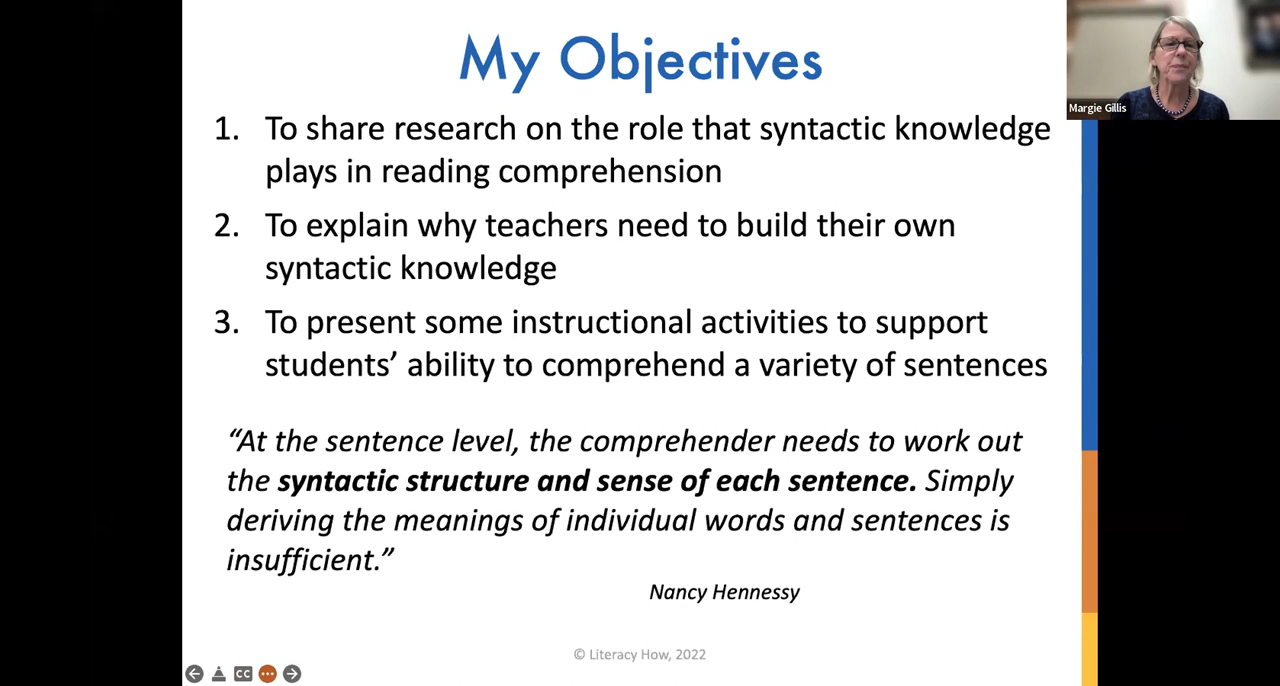 My Objectives
Margie Gillis
1. To share research on the role that syntactic knowledge
plays in reading comprehension
2. To explain why teachers need to build their own
syntactic knowledge
3. To present some instructional activities to support
students’ ability to comprehend a variety of sentences
“At the sentence level, the comprehender needs to work out
the syntactic structure and sense of each sentence. Simply
deriving the meanings of individual words and sentences is
insufficient.”
Nancy Hennessy
© Literacy How, 2022
CC